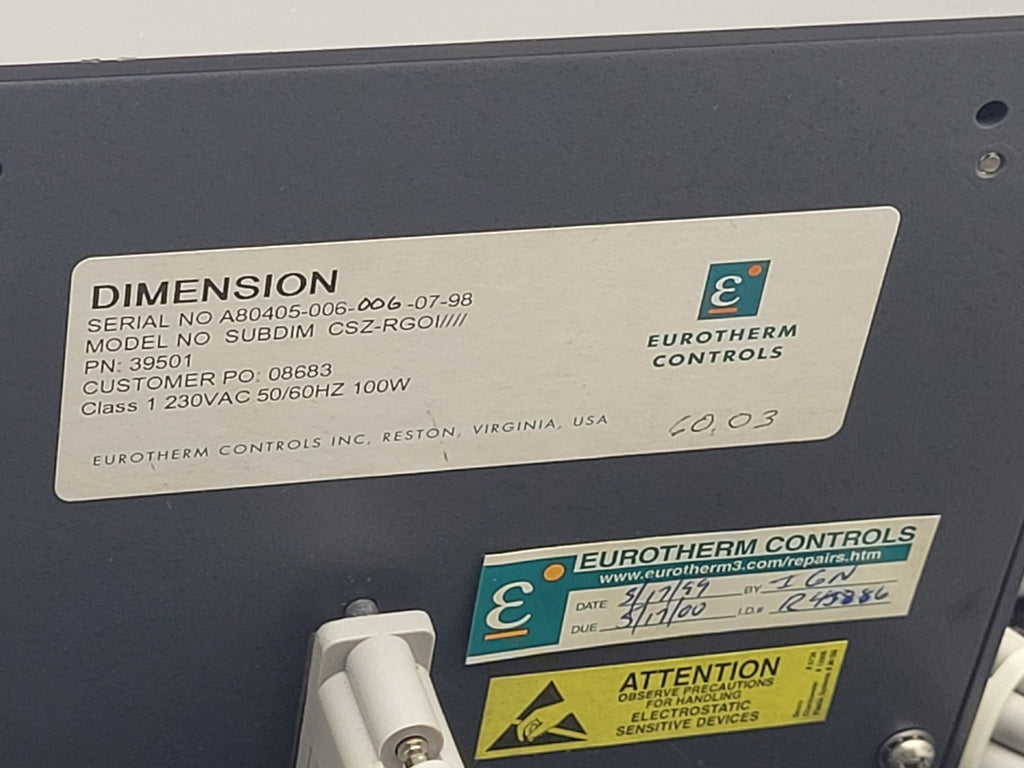 DIMENSION
SERIAL NO A80405-006-006-07-98
MODEL NO SUBDIM CSZ-RGOI////
PN: 39501
CUSTOMER PO: 08683
Class 1 230VAC 50/60HZ 100W
EUROTHERM CONTROLS INC, RESTON, VIRGINIA, USA
ε
EUROTHERM
CONTROLS
60.03
ε
EUROTHERM CONTROLS
www.eurotherm3.com/repairs.htm
DATE 5/17/99 BY IGN
DUE 5/17/00 I.D.# R45886
ATTENTION
OBSERVE PRECAUTIONS
FOR HANDLING
ELECTROSTATIC
SENSITIVE DEVICES